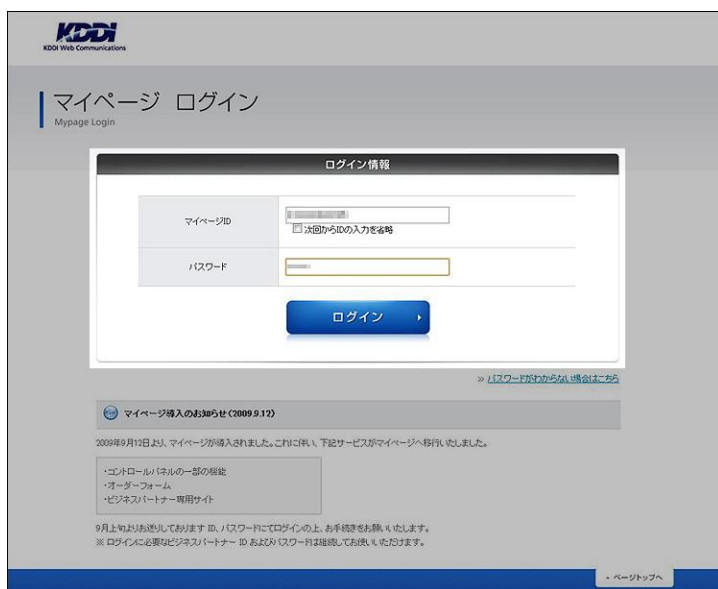 KDDI
KDDI Web Communications
マイページ ログイン
Mypage Login
ログイン情報
マイページID
次回からIDの入力を省略
パスワード
ログイン
» パスワードがわからない場合はこちら
マイページ導入のお知らせ(2009.9.12)
2009年9月12日より、マイページが導入されました。これに伴い、下記サービスがマイページへ移行いたしました。
・コントロールパネルの一部の機能
・オーダーフォーム
・ビジネスパートナー専用サイト
9月上旬よりお送りしております ID、パスワードにてログインの上、お手続きをお願いいたします。
※ ログインに必要なビジネスパートナー ID およびパスワードは継続してお使いいただけます。
ページトップへ